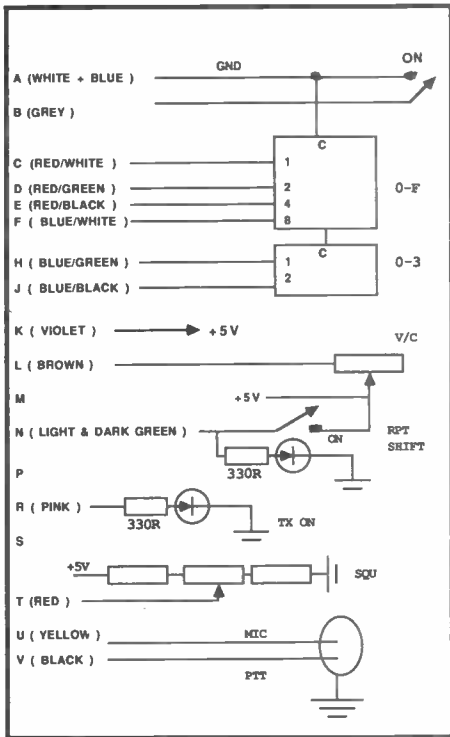 GND
ON
A (WHITE + BLUE )
B (GREY )
C
C (RED/WHITE )
1
D (RED/GREEN )
2
0-F
E (RED/BLACK )
4
F ( BLUE/WHITE )
8
C
H ( BLUE/GREEN )
1
0-3
2
J ( BLUE/BLACK )
K ( VIOLET )
+ 5 V
V/C
L ( BROWN )
M
+5V
N ( LIGHT & DARK GREEN )
ON
RPT
SHIFT
330R
P
R ( PINK )
330R
TX ON
S
+5V
SQU
T (RED )
U ( YELLOW )
MIC
V ( BLACK )
PTT